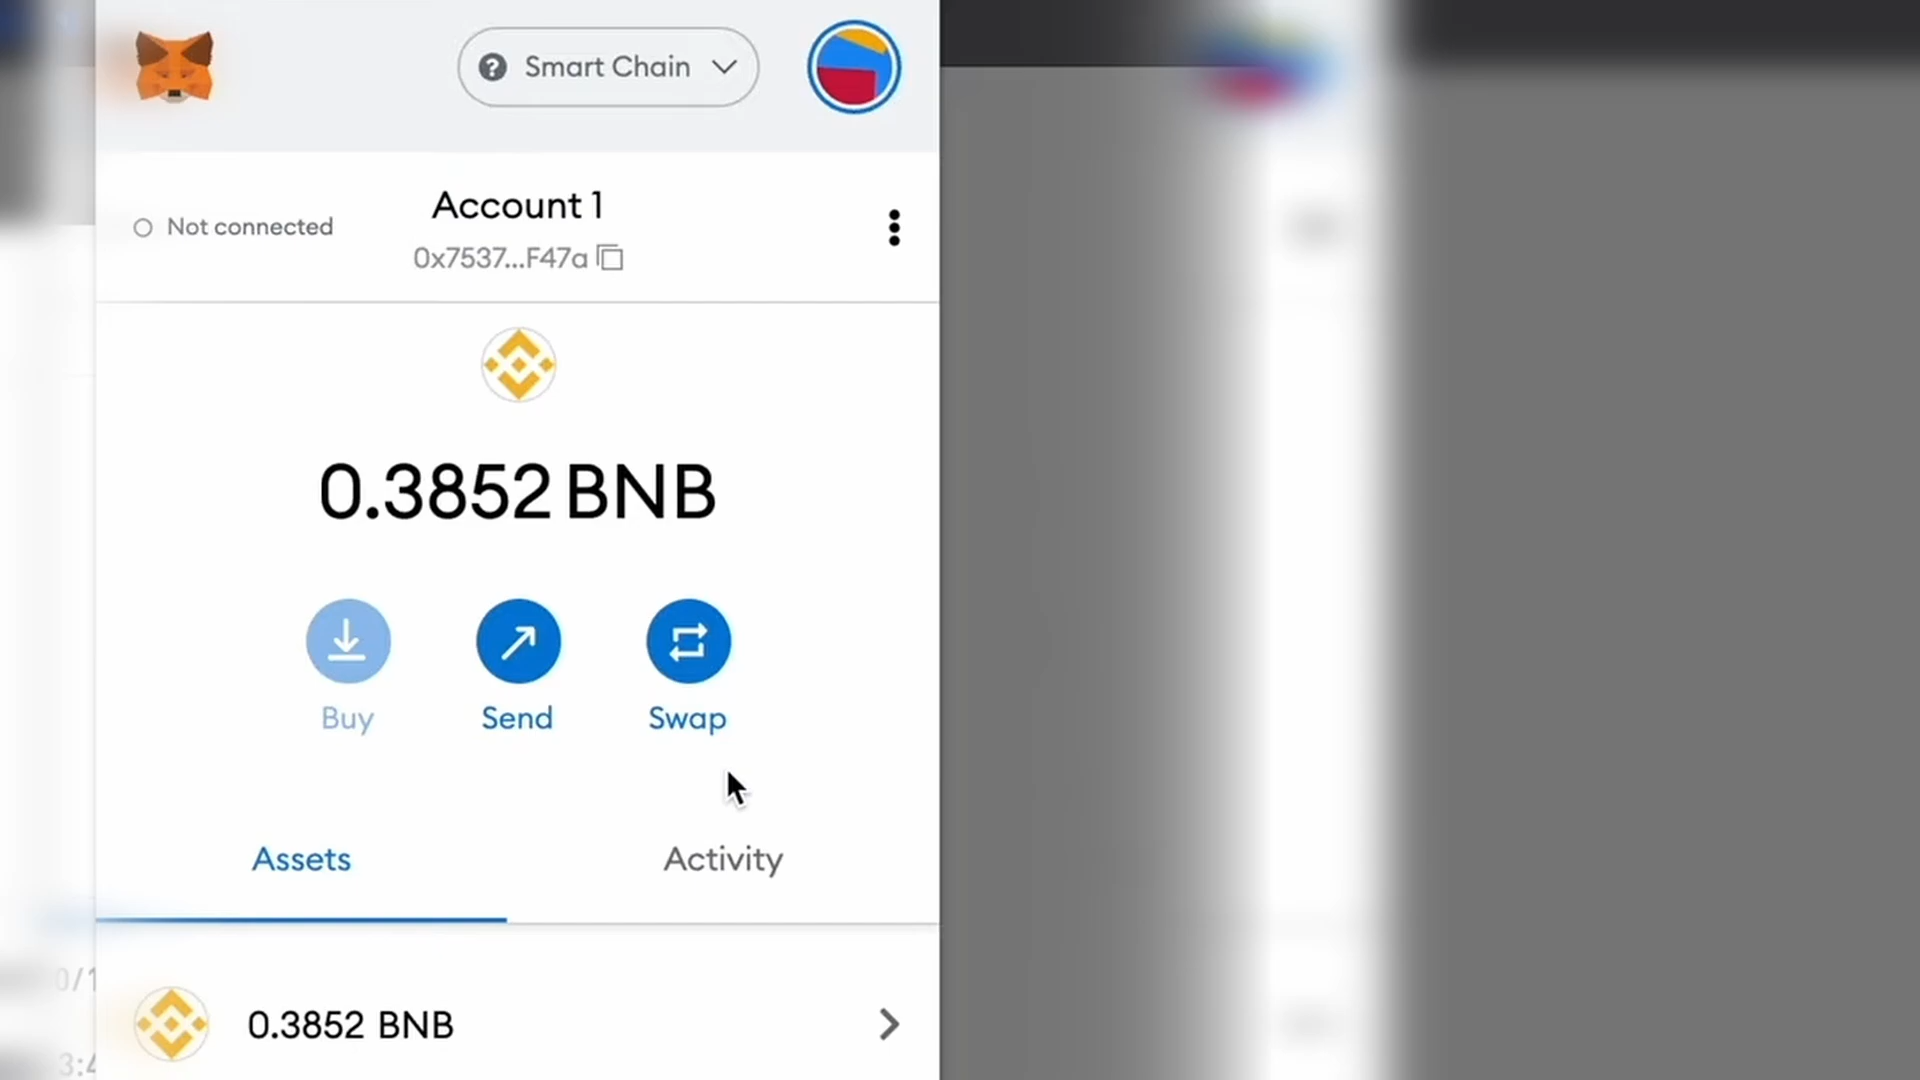 Smart Chain
Account 1
Not connected
0x7537...F47a
0.3852 BNB
Buy
Send
Swap
Assets
Activity
0.3852 BNB